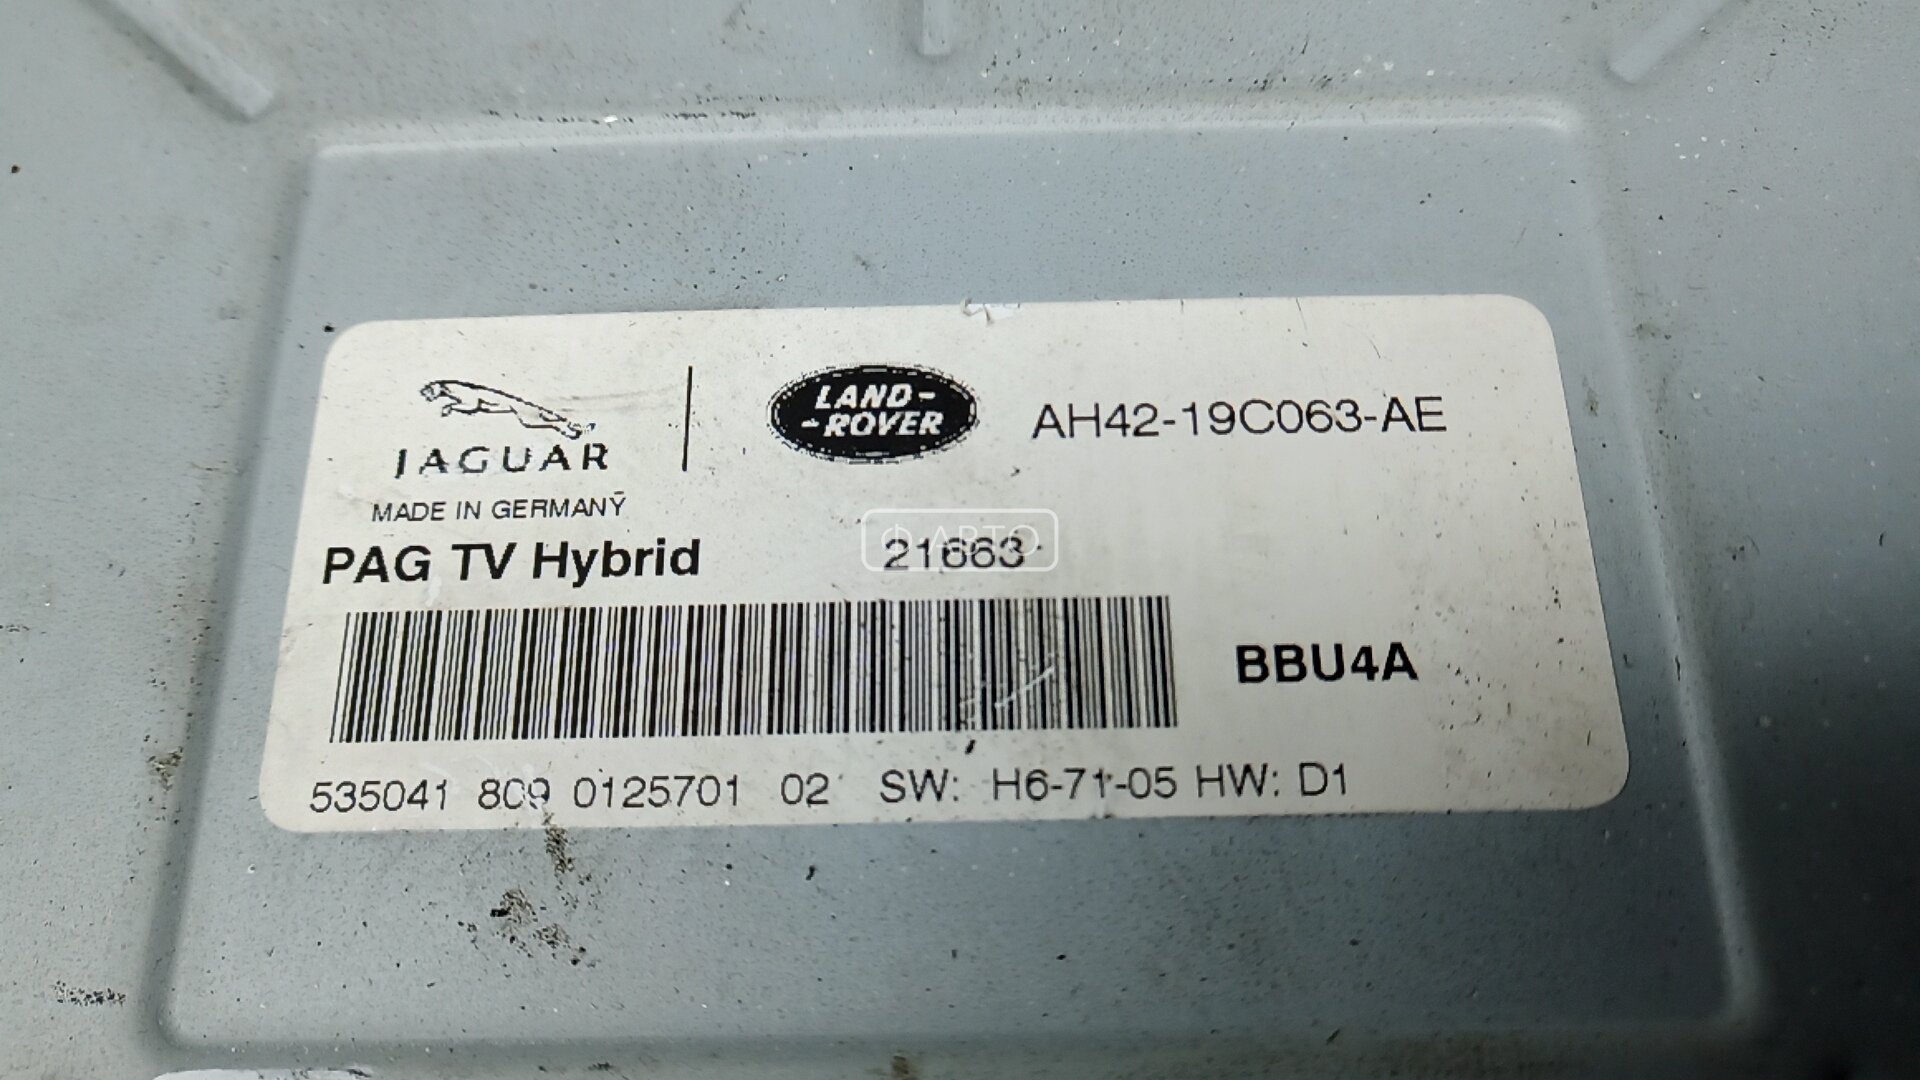 JAGUAR
LAND-
-ROVER
AH42-19C063-AE
MADE IN GERMANY
PAG TV Hybrid 21663
АВТО
BBU4A
535041 809 0125701 02 SW: H6-71-05 HW: D1